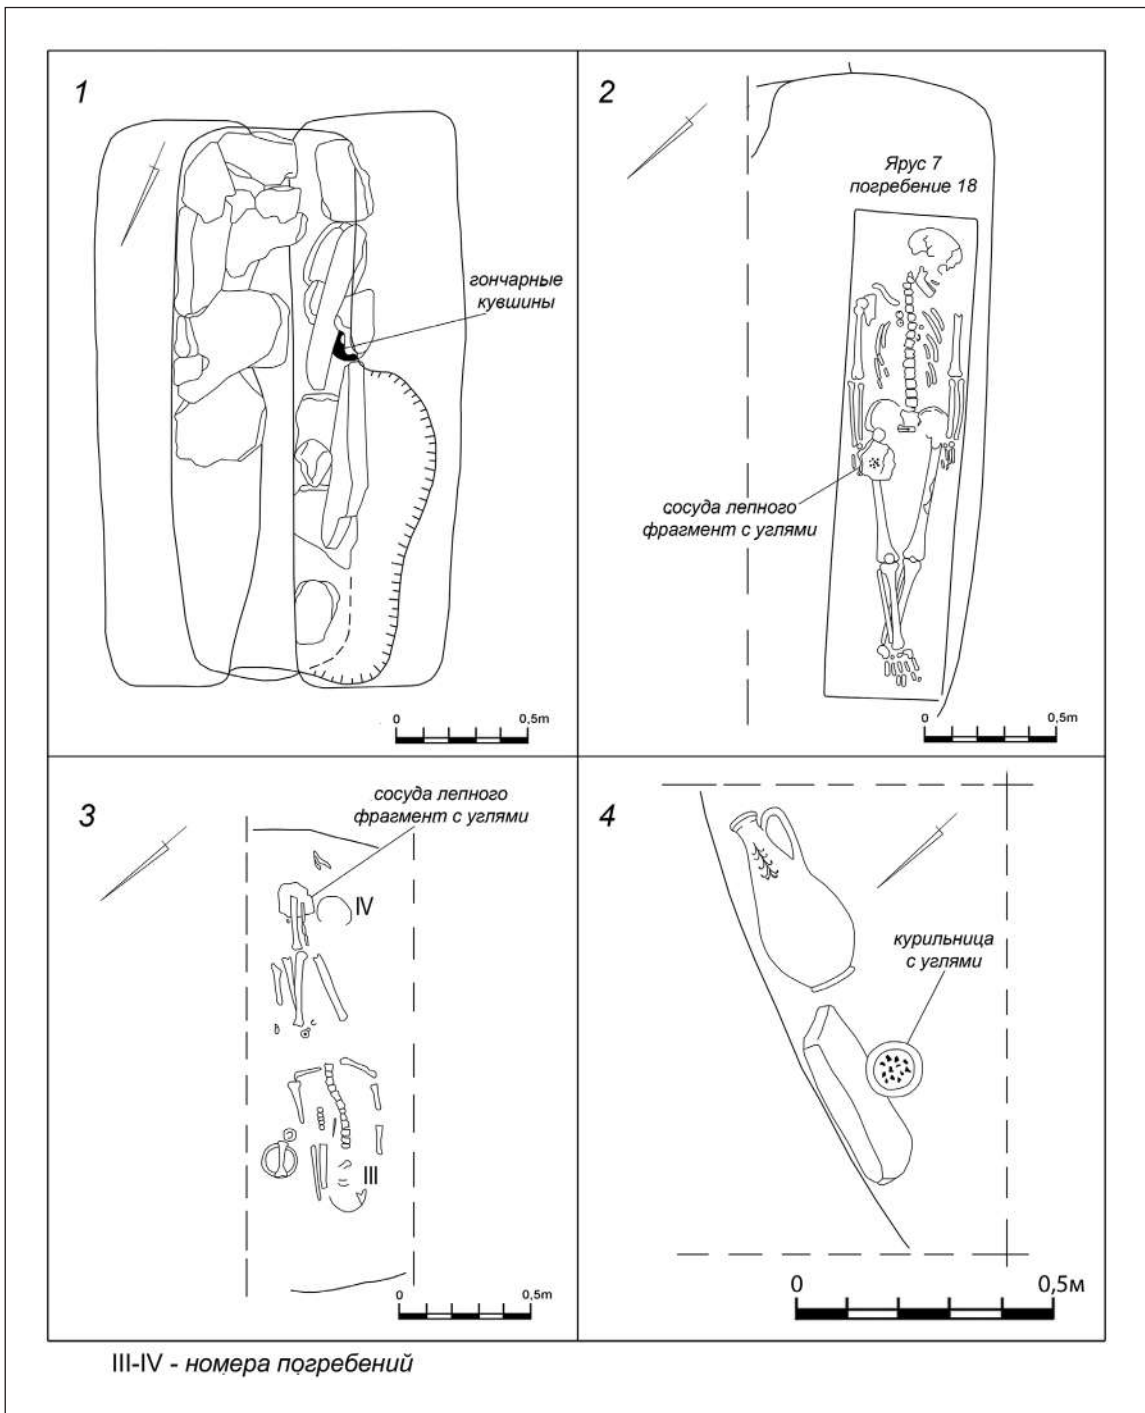 1
гончарные
кувшины
0 0,5m
2
Ярус 7
погребение 18
сосуда лепного
фрагмент с углями
0 0,5m
3
сосуда лепного
фрагмент с углями
IV
III
0 0,5m
4
курильница
с углями
0 0,5м
III-IV - номера погребений